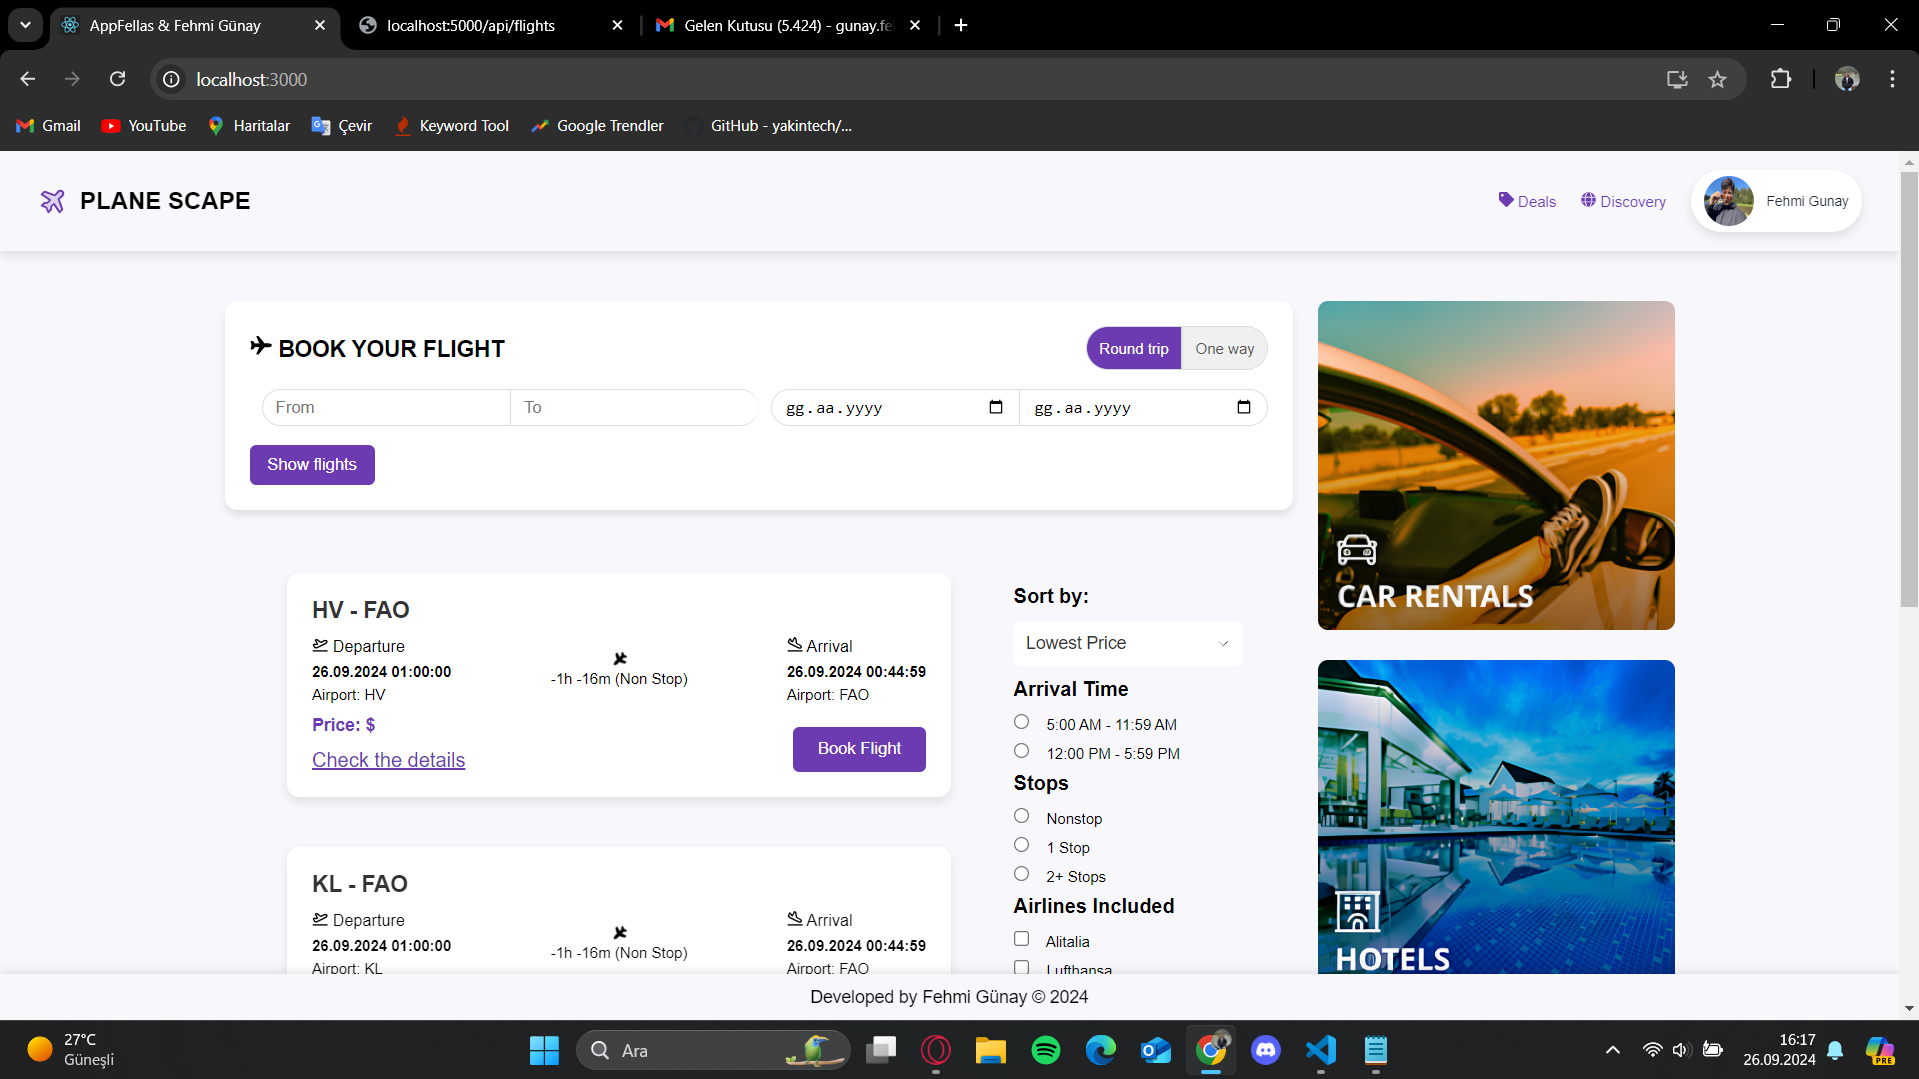 AppFellas & Fehmi Günay
localhost:5000/api/flights
Gelen Kutusu (5.424) - gunay.fe
localhost:3000
Gmail
YouTube
Haritalar
Çevir
Keyword Tool
Google Trendler
GitHub - yakintech/...
PLANE SCAPE
Deals
Discovery
Fehmi Gunay
BOOK YOUR FLIGHT
Round trip
One way
From
To
gg.aa.yyyy
gg.aa.yyyy
Show flights
CAR RENTALS
HV - FAO
Departure
26.09.2024 01:00:00
Airport: HV
-1h -16m (Non Stop)
Arrival
26.09.2024 00:44:59
Airport: FAO
Price: $
Check the details
Book Flight
Sort by:
Lowest Price
Arrival Time
5:00 AM - 11:59 AM
12:00 PM - 5:59 PM
Stops
Nonstop
1 Stop
2+ Stops
Airlines Included
Alitalia
Lufthansa
HOTELS
KL - FAO
Departure
26.09.2024 01:00:00
Airport: KL
-1h -16m (Non Stop)
Arrival
26.09.2024 00:44:59
Airport: FAO
Developed by Fehmi Günay © 2024
27°C
Güneşli
Ara
16:17
26.09.2024
PRE